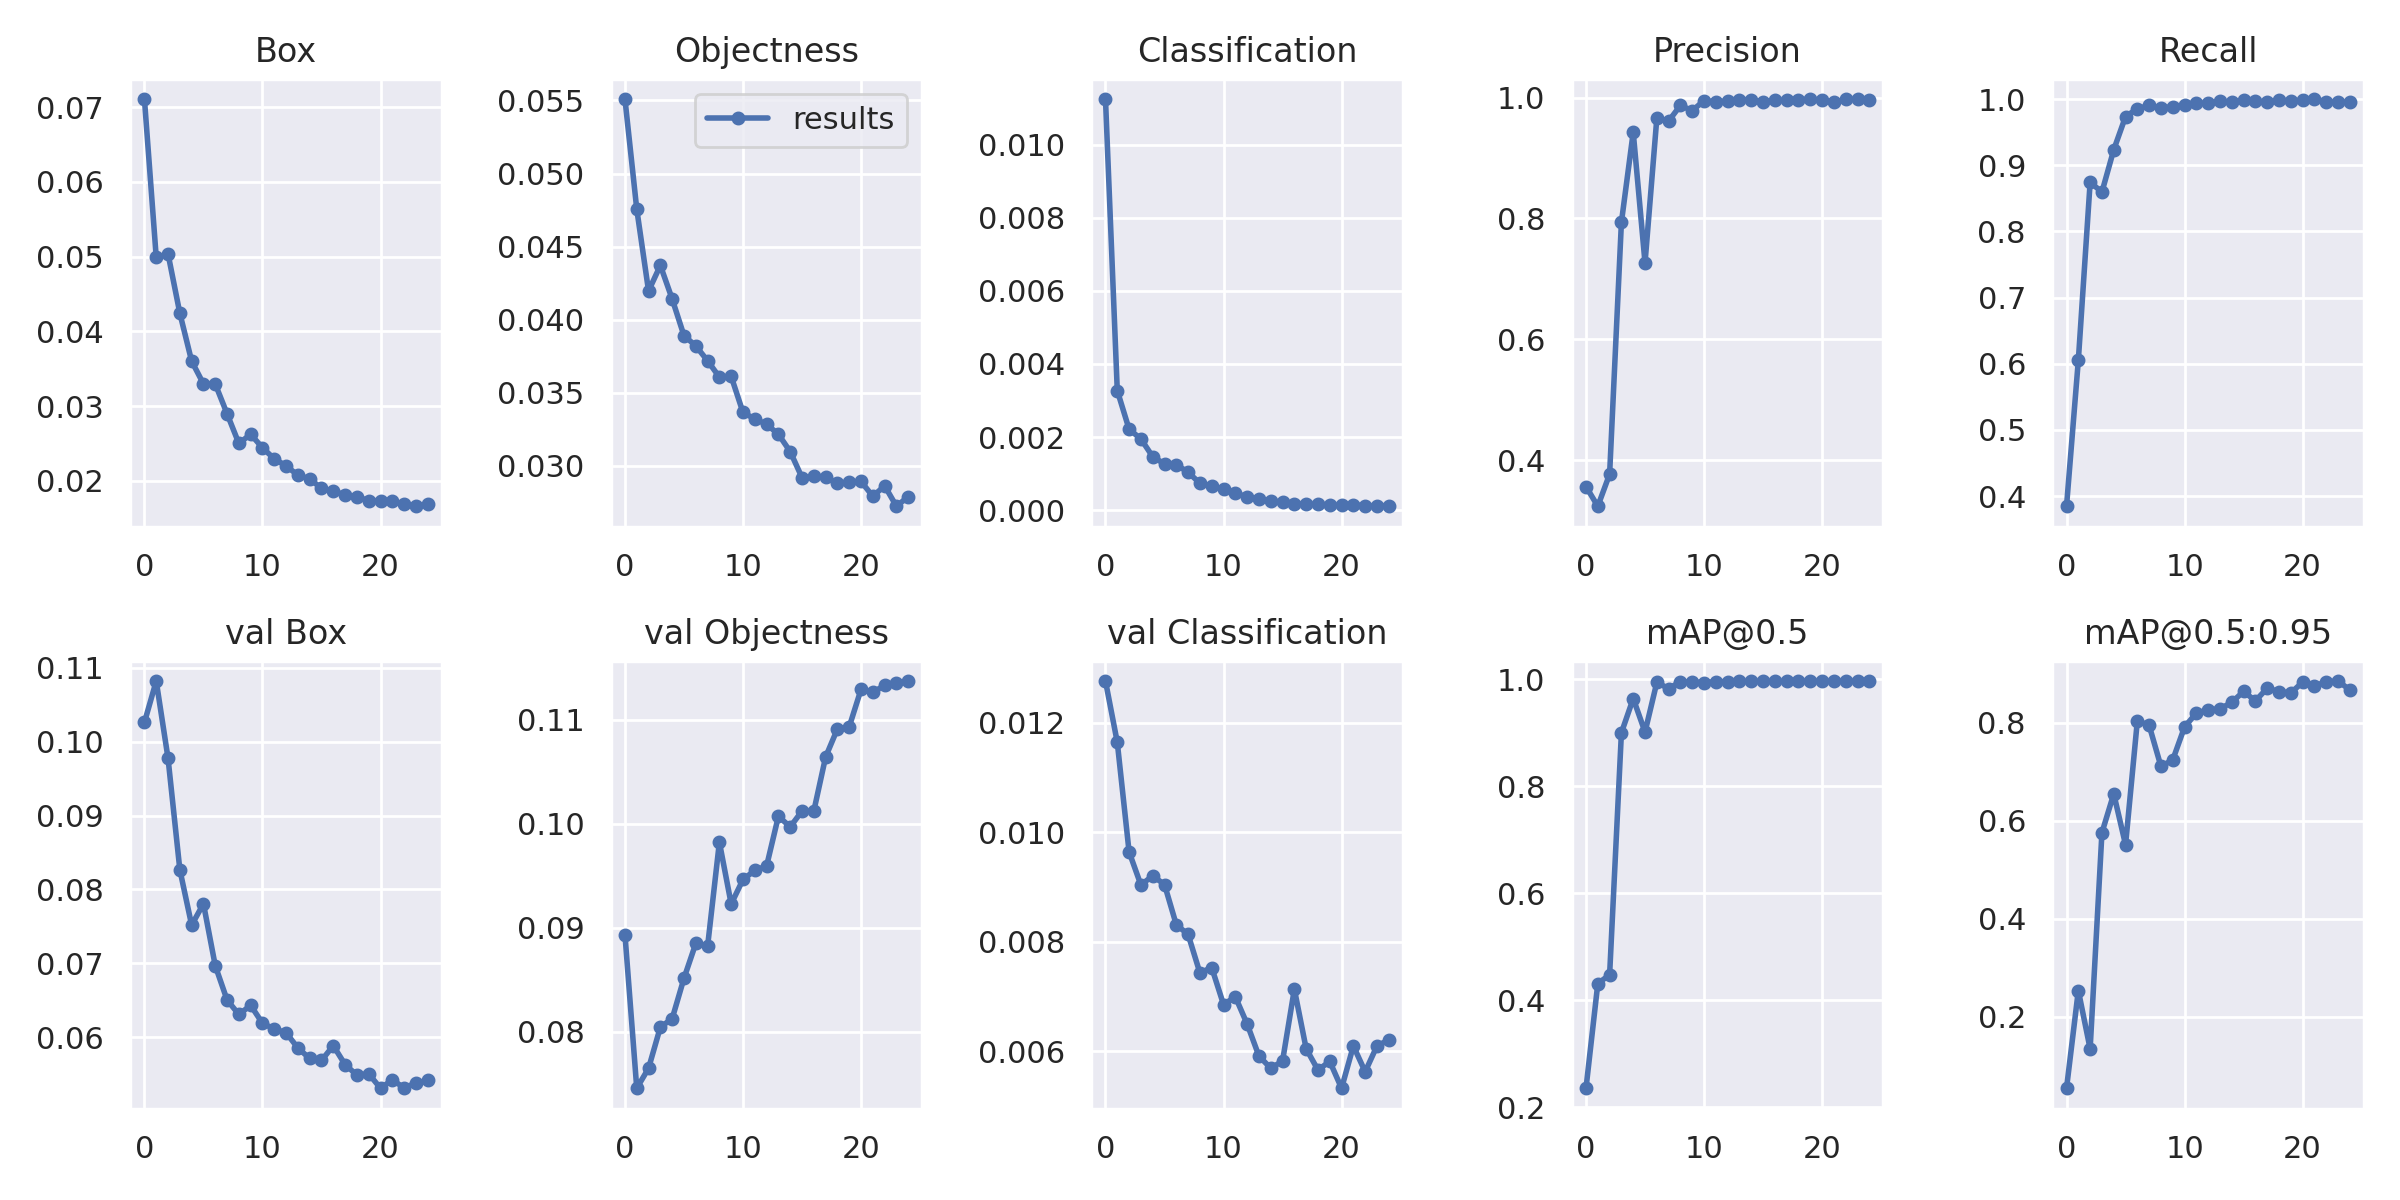 Box
Objectness
Classification
Precision
Recall
0.07
0.06
0.05
0.04
0.03
0.02
0 10 20
0.055
0.050
0.045
0.040
0.035
0.030
results
0 10 20
0.010
0.008
0.006
0.004
0.002
0.000
0 10 20
1.0
0.8
0.6
0.4
0 10 20
1.0
0.9
0.8
0.7
0.6
0.5
0.4
0 10 20
val Box
val Objectness
val Classification
mAP@0.5
mAP@0.5:0.95
0.11
0.10
0.09
0.08
0.07
0.06
0 10 20
0.11
0.10
0.09
0.08
0 10 20
0.012
0.010
0.008
0.006
0 10 20
1.0
0.8
0.6
0.4
0.2
0 10 20
0.8
0.6
0.4
0.2
0 10 20